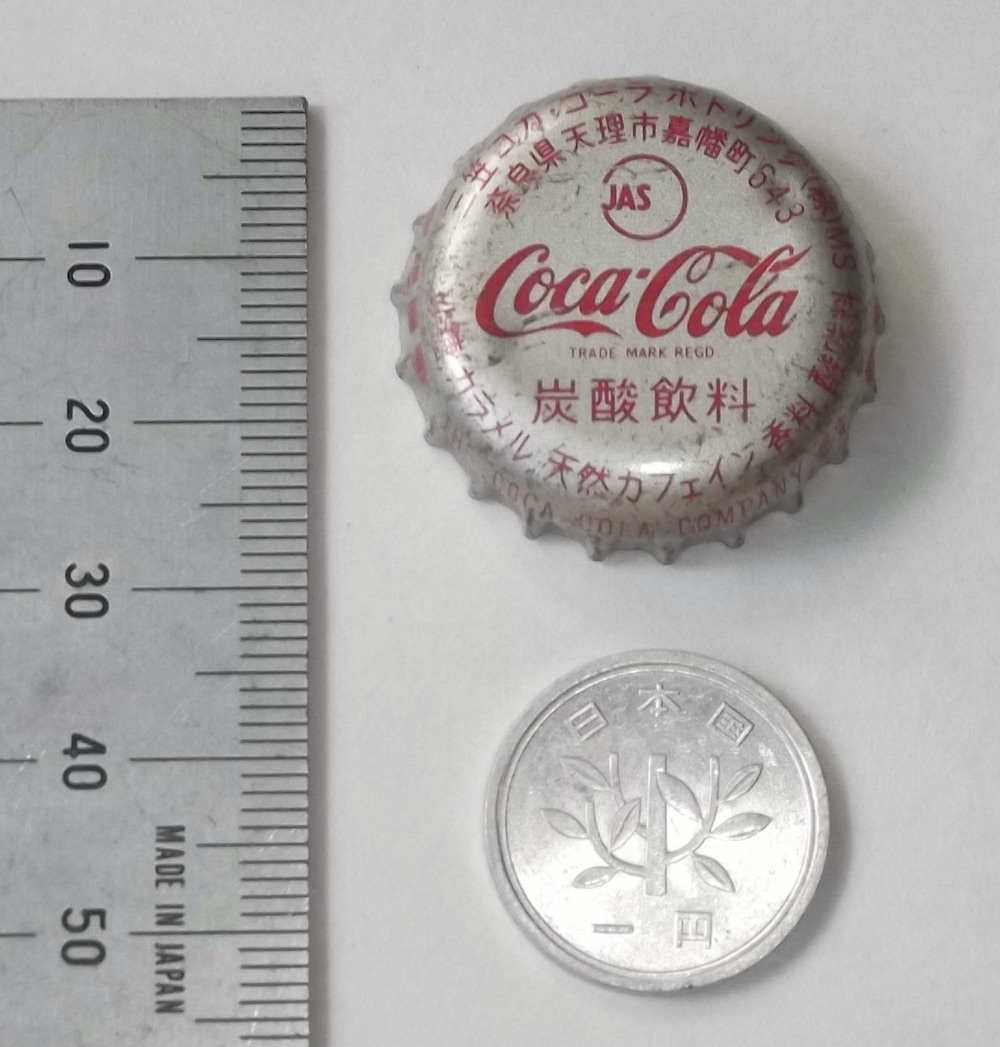 10
20
30
40
50
MADE IN JAPAN
三笠コカ・コーラボトリング(株)MS
奈良県天理市嘉幡町643
JAS
Coca-Cola
TRADE MARK REGD
炭酸飲料
カラメル 天然カフェイン 香料
COCA COLA COMPANY
日本国
一円